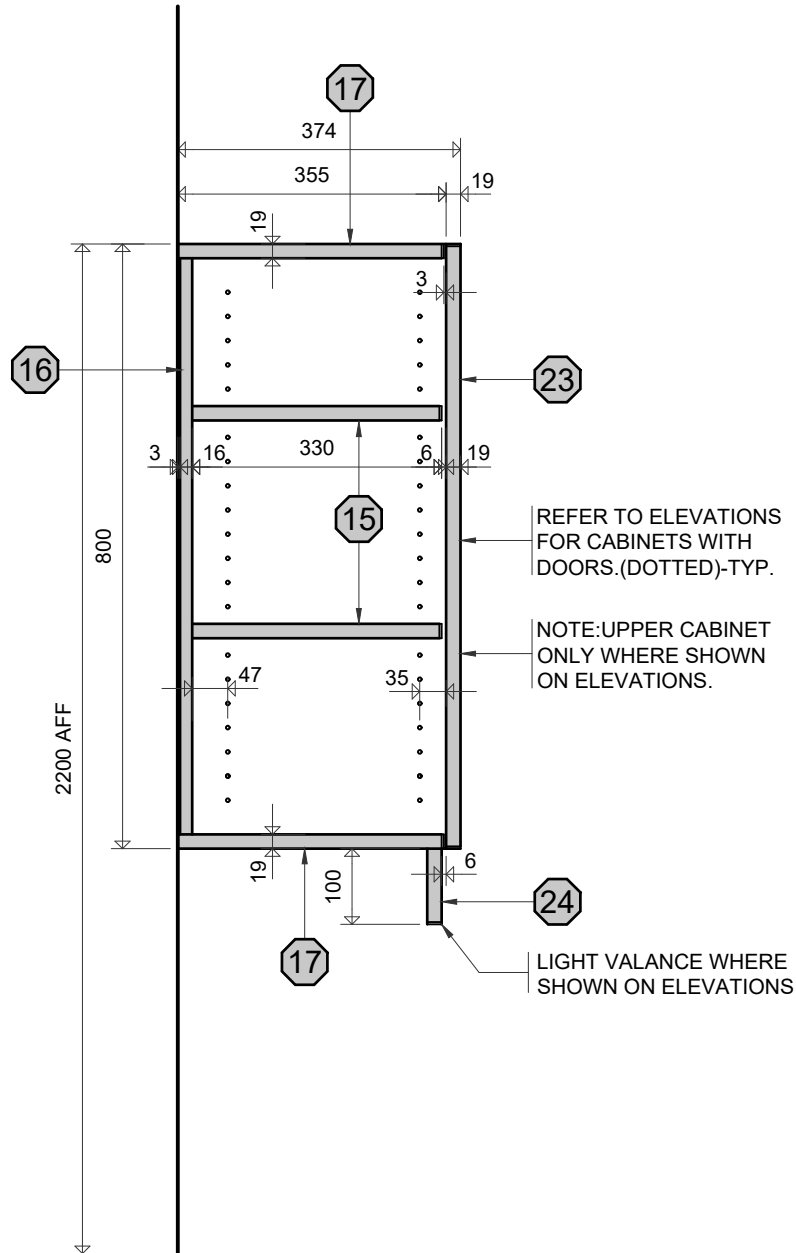 17
374
355
19
19
3
16
23
3
16
330
6
19
15
800
REFER TO ELEVATIONS
FOR CABINETS WITH
DOORS.(DOTTED)-TYP.
NOTE:UPPER CABINET
ONLY WHERE SHOWN
ON ELEVATIONS.
47
35
2200 AFF
19
100
6
24
17
LIGHT VALANCE WHERE
SHOWN ON ELEVATIONS